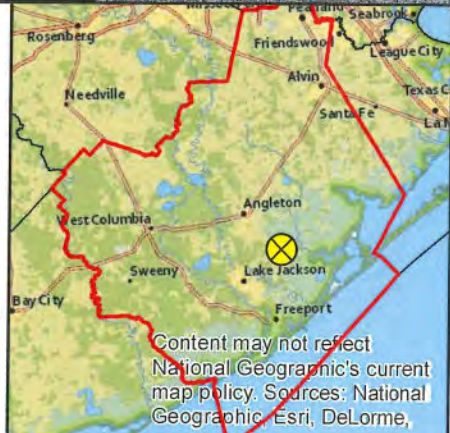 Seabrook
Rosenberg
Friendswood
League City
Needville
Alvin
Texas C
Santa Fe
La M
Angleton
West Columbia
Sweeny
Lake Jackson
Bay City
Freeport
Content may not reflect
National Geographic's current
map policy. Sources: National
Geographic, Esri, DeLorme,